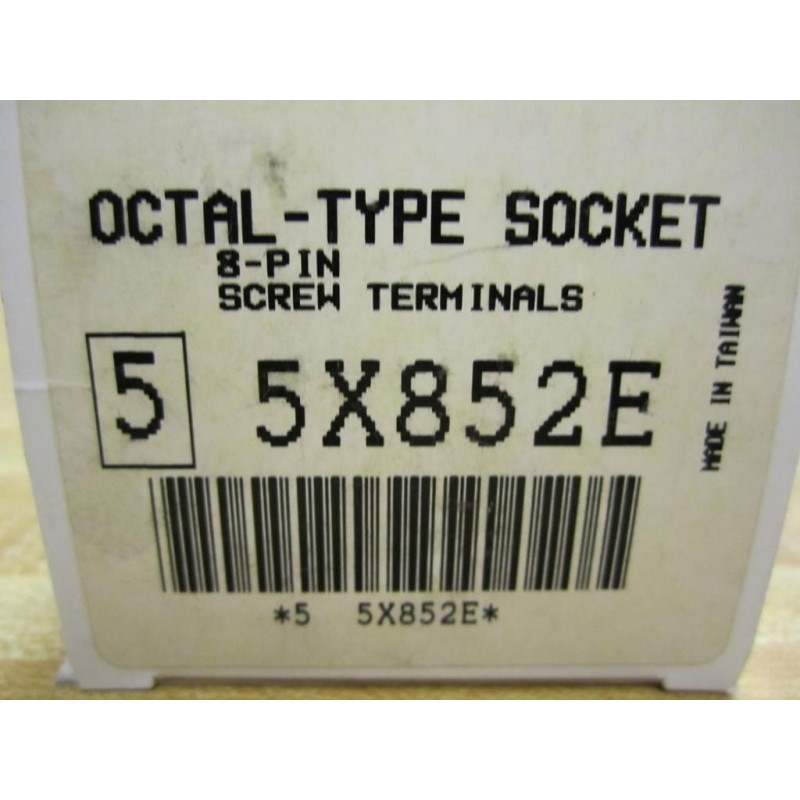 OCTAL-TYPE SOCKET
8-PIN
SCREW TERMINALS
5 5X852E
MADE IN TAIWAN
*5 5X852E*